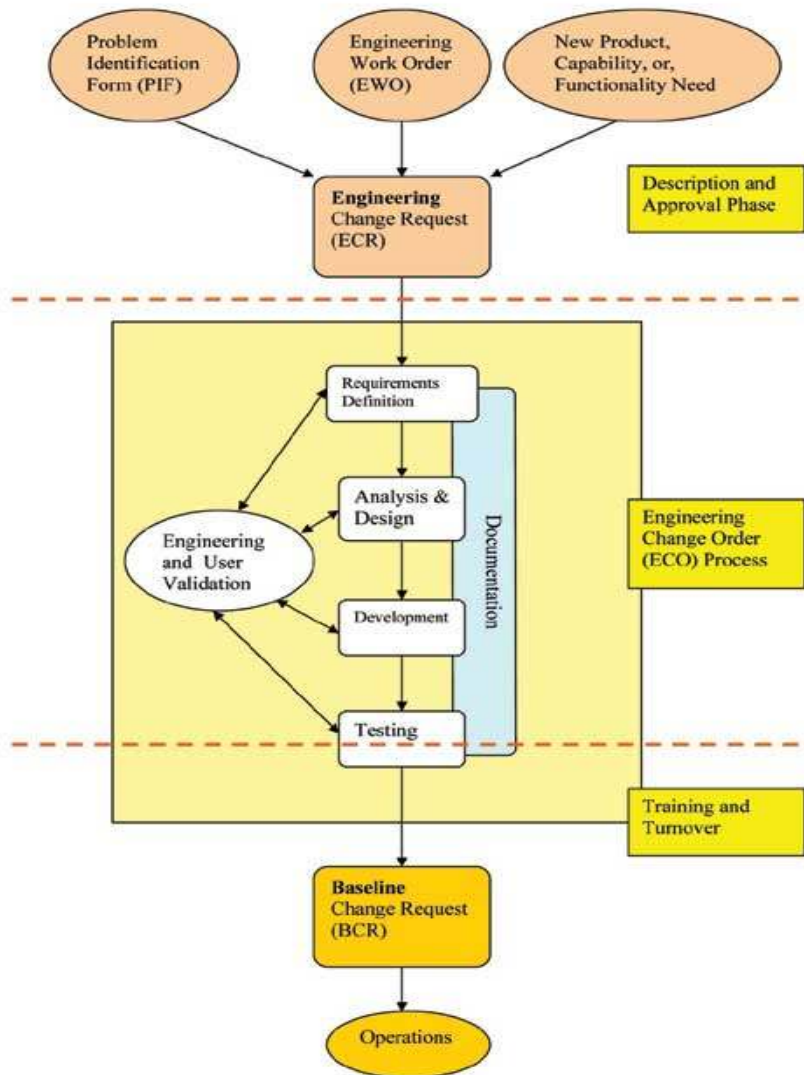 Problem
Identification
Form (PIF)
Engineering
Work Order
(EWO)
New Product,
Capability, or,
Functionality Need
Engineering
Change Request
(ECR)
Description and
Approval Phase
Requirements
Definition
Analysis &
Design
Engineering
and User
Validation
Documentation
Engineering
Change Order
(ECO) Process
Development
Testing
Training and
Turnover
Baseline
Change Request
(BCR)
Operations